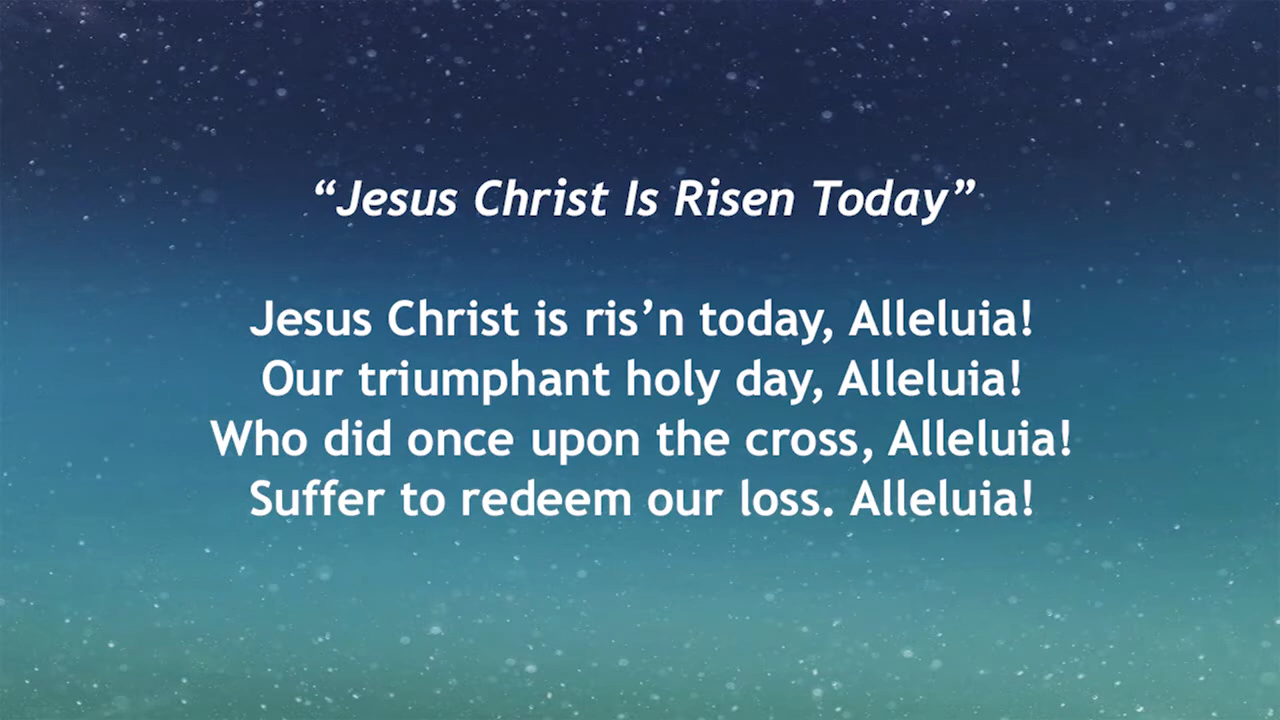 “Jesus Christ Is Risen Today”
Jesus Christ is ris’n today, Alleluia!
Our triumphant holy day, Alleluia!
Who did once upon the cross, Alleluia!
Suffer to redeem our loss. Alleluia!